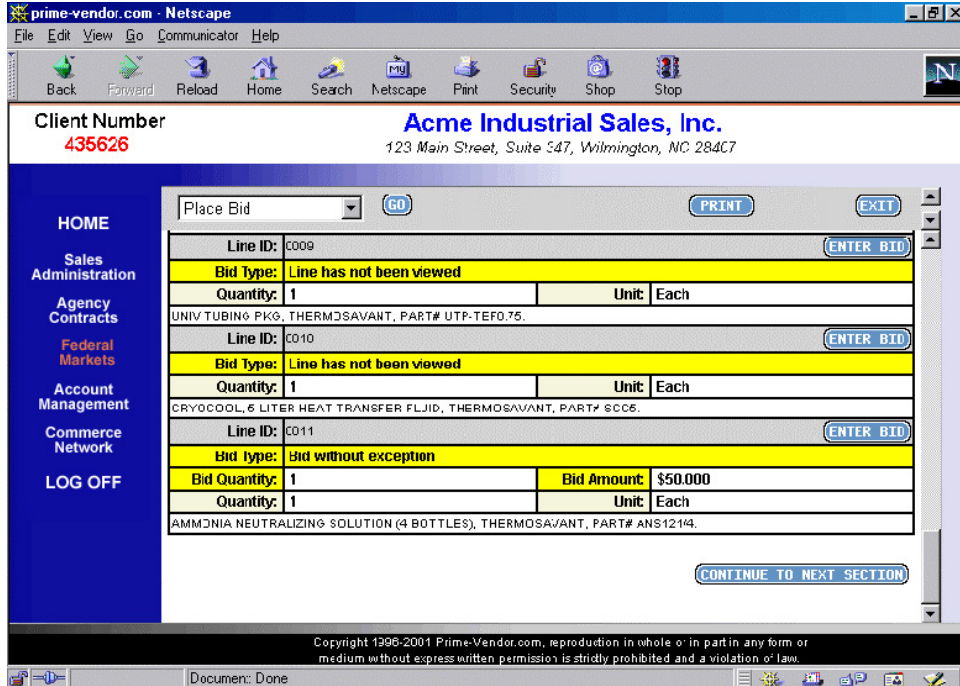 prime-vendor.com - Netscape
File Edit View Go Communicator Help
Back Forward Reload Home Search Netscape Print Security Shop Stop
My
N
Client Number
435626
Acme Industrial Sales, Inc.
123 Main Street, Suite 347, Wilmington, NC 28407
HOME
Sales
Administration
Agency
Contracts
Federal
Markets
Account
Management
Commerce
Network
LOG OFF
Place Bid GO PRINT EXIT
Line ID: C009 ENTER BID
Bid Type: Line has not been viewed
Quantity: 1 Unit: Each
UNIV TUBING PKG, THERMOSAVANT, PART# UTP-TEF0.75.
Line ID: C010 ENTER BID
Bid Type: Line has not been viewed
Quantity: 1 Unit: Each
CRYOCOOL, 5 LITER HEAT TRANSFER FLUID, THERMOSAVANT, PART# SCC5.
Line ID: C011 ENTER BID
Bid Type: Bid without exception
Bid Quantity: 1 Bid Amount: $50.000
Quantity: 1 Unit: Each
AMMONIA NEUTRALIZING SOLUTION (4 BOTTLES), THERMOSAVANT, PART# ANS121/4.
CONTINUE TO NEXT SECTION
Copyright 1996-2001 Prime-Vendor.com, reproduction in whole or in part in any form or
medium without express written permission is strictly prohibited and a violation of law.
Document: Done